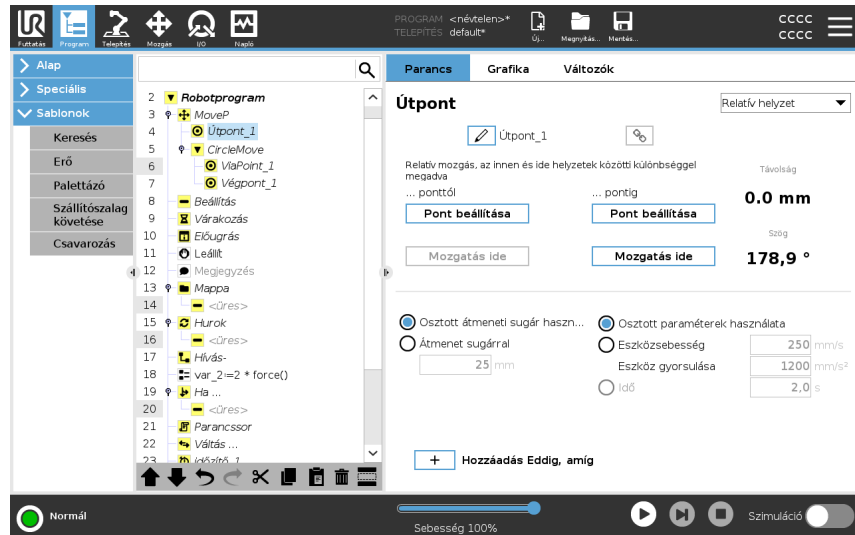 Futtatás
Program
Telepítés
Mozgás
I/O
Napló
PROGRAM <névtelen>*
TELEPÍTÉS default*
Új...
Megnyitás...
Mentés...
cccc
cccc
Alap
Speciális
Sablonok
Keresés
Erő
Palettázó
Szállítószalag
követése
Csavarozás
2 Robotprogram
3 MoveP
4 Útpont_1
5 CircleMove
6 ViaPoint_1
7 Végpont_1
8 Beállítás
9 Várakozás
10 Előugrás
11 Leállít
12 Megjegyzés
13 Mappa
14 <üres>
15 Hurok
16 <üres>
17 Hívás-
18 var_2≔2 * force()
19 Ha ...
20 <üres>
21 Parancssor
22 Váltás ...
23 Időzítő_1
Parancs
Grafika
Változók
Útpont
Relatív helyzet
Útpont_1
Relatív mozgás, az innen és ide helyzetek közötti különbséggel
megadva
... ponttól
... pontig
Pont beállítása
Pont beállítása
Mozgatás ide
Mozgatás ide
Távolság
0.0 mm
Szög
178,9 °
Osztott átmeneti sugár haszn...
Átmenet sugárral
25 mm
Osztott paraméterek használata
Eszközsebesség 250 mm/s
Eszköz gyorsulása 1200 mm/s²
Idő 2,0 s
+ Hozzáadás Eddig, amíg
Normál
Sebesség 100%
Szimuláció